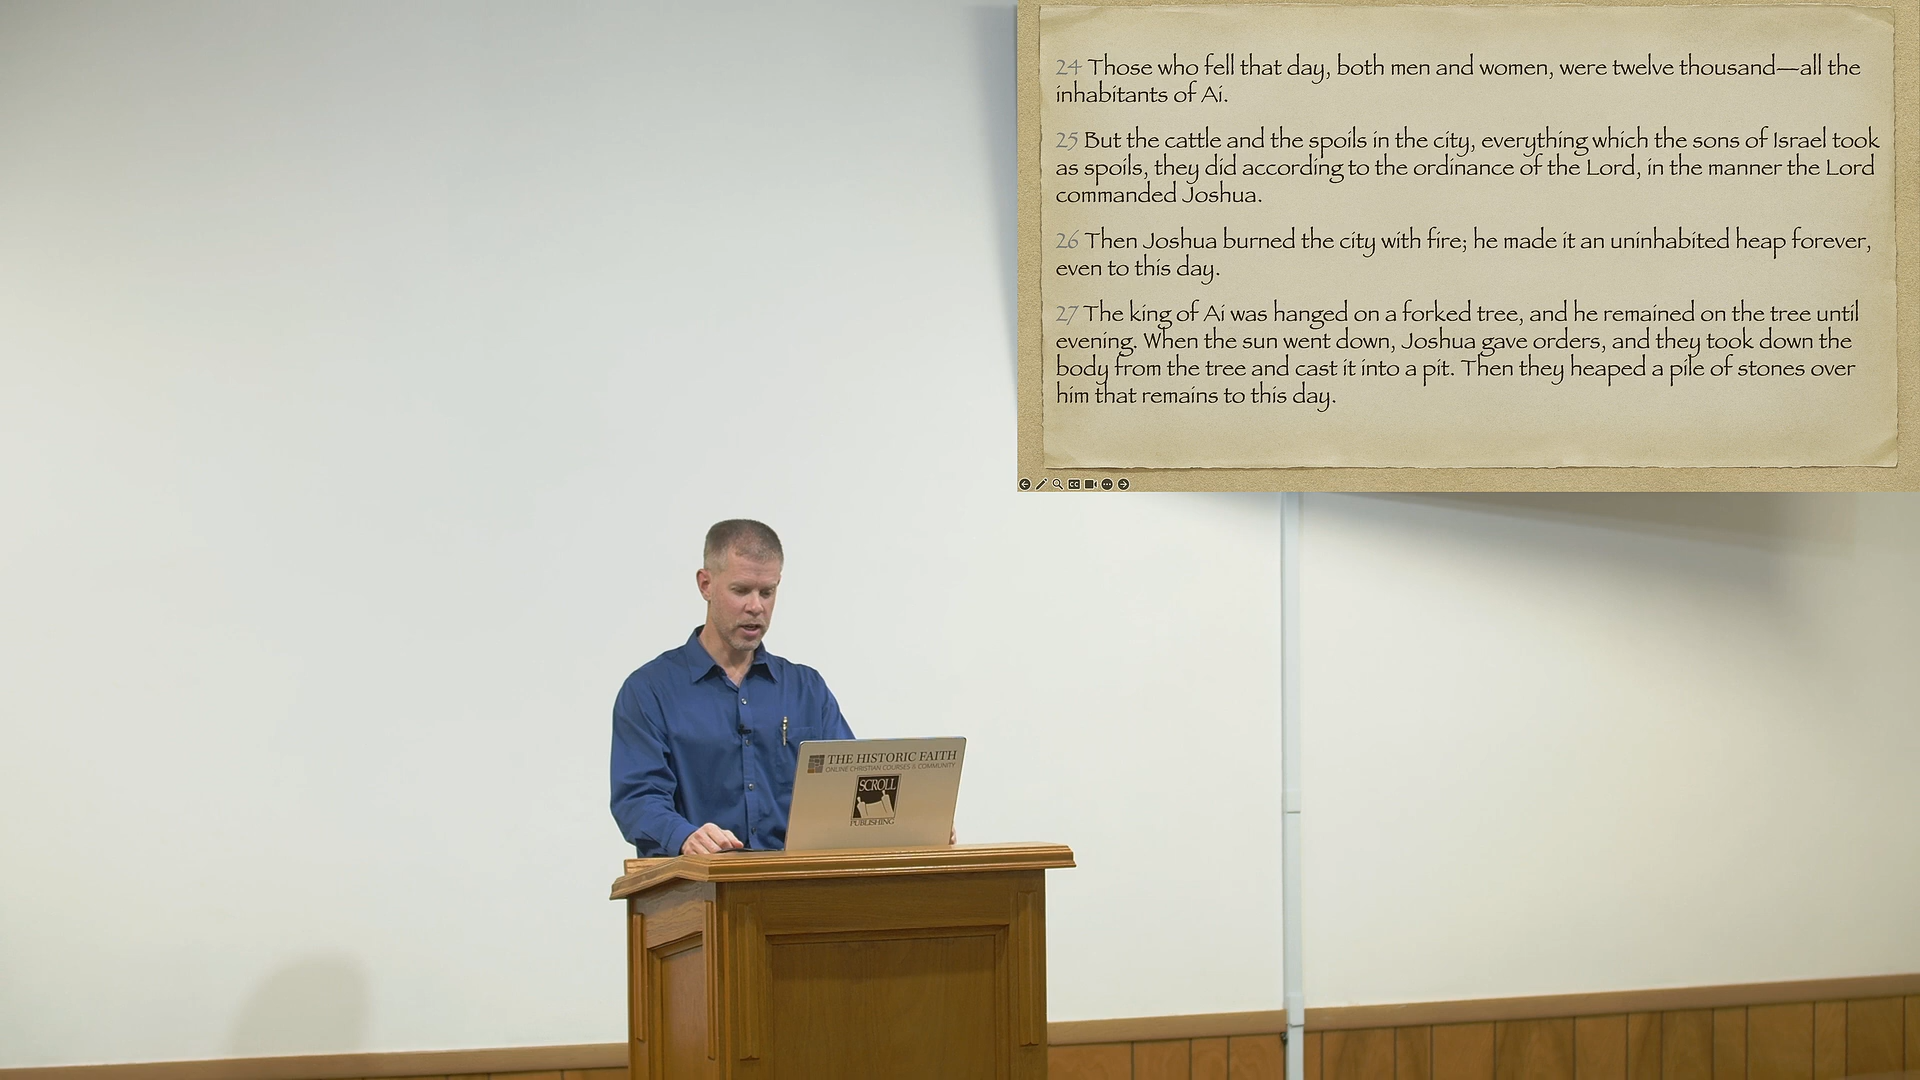 24 Those who fell that day, both men and women, were twelve thousand—all the
inhabitants of Ai.
25 But the cattle and the spoils in the city, everything which the sons of Israel took
as spoils, they did according to the ordinance of the Lord, in the manner the Lord
commanded Joshua.
26 Then Joshua burned the city with fire; he made it an uninhabited heap forever,
even to this day.
27 The king of Ai was hanged on a forked tree, and he remained on the tree until
evening. When the sun went down, Joshua gave orders, and they took down the
body from the tree and cast it into a pit. Then they heaped a pile of stones over
him that remains to this day.
CC
THE HISTORIC FAITH
ONLINE CHRISTIAN COURSES & COMMUNITY
SCROLL
PUBLISHING